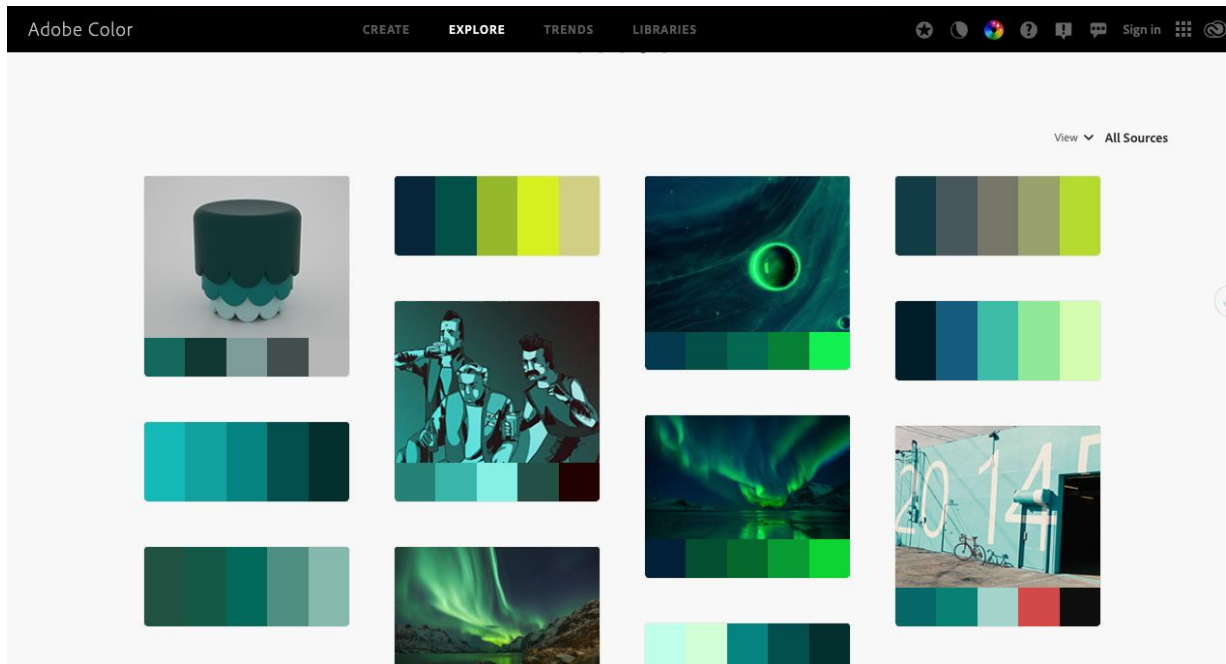 Adobe Color
CREATE EXPLORE TRENDS LIBRARIES
Sign in
View All Sources
20 14